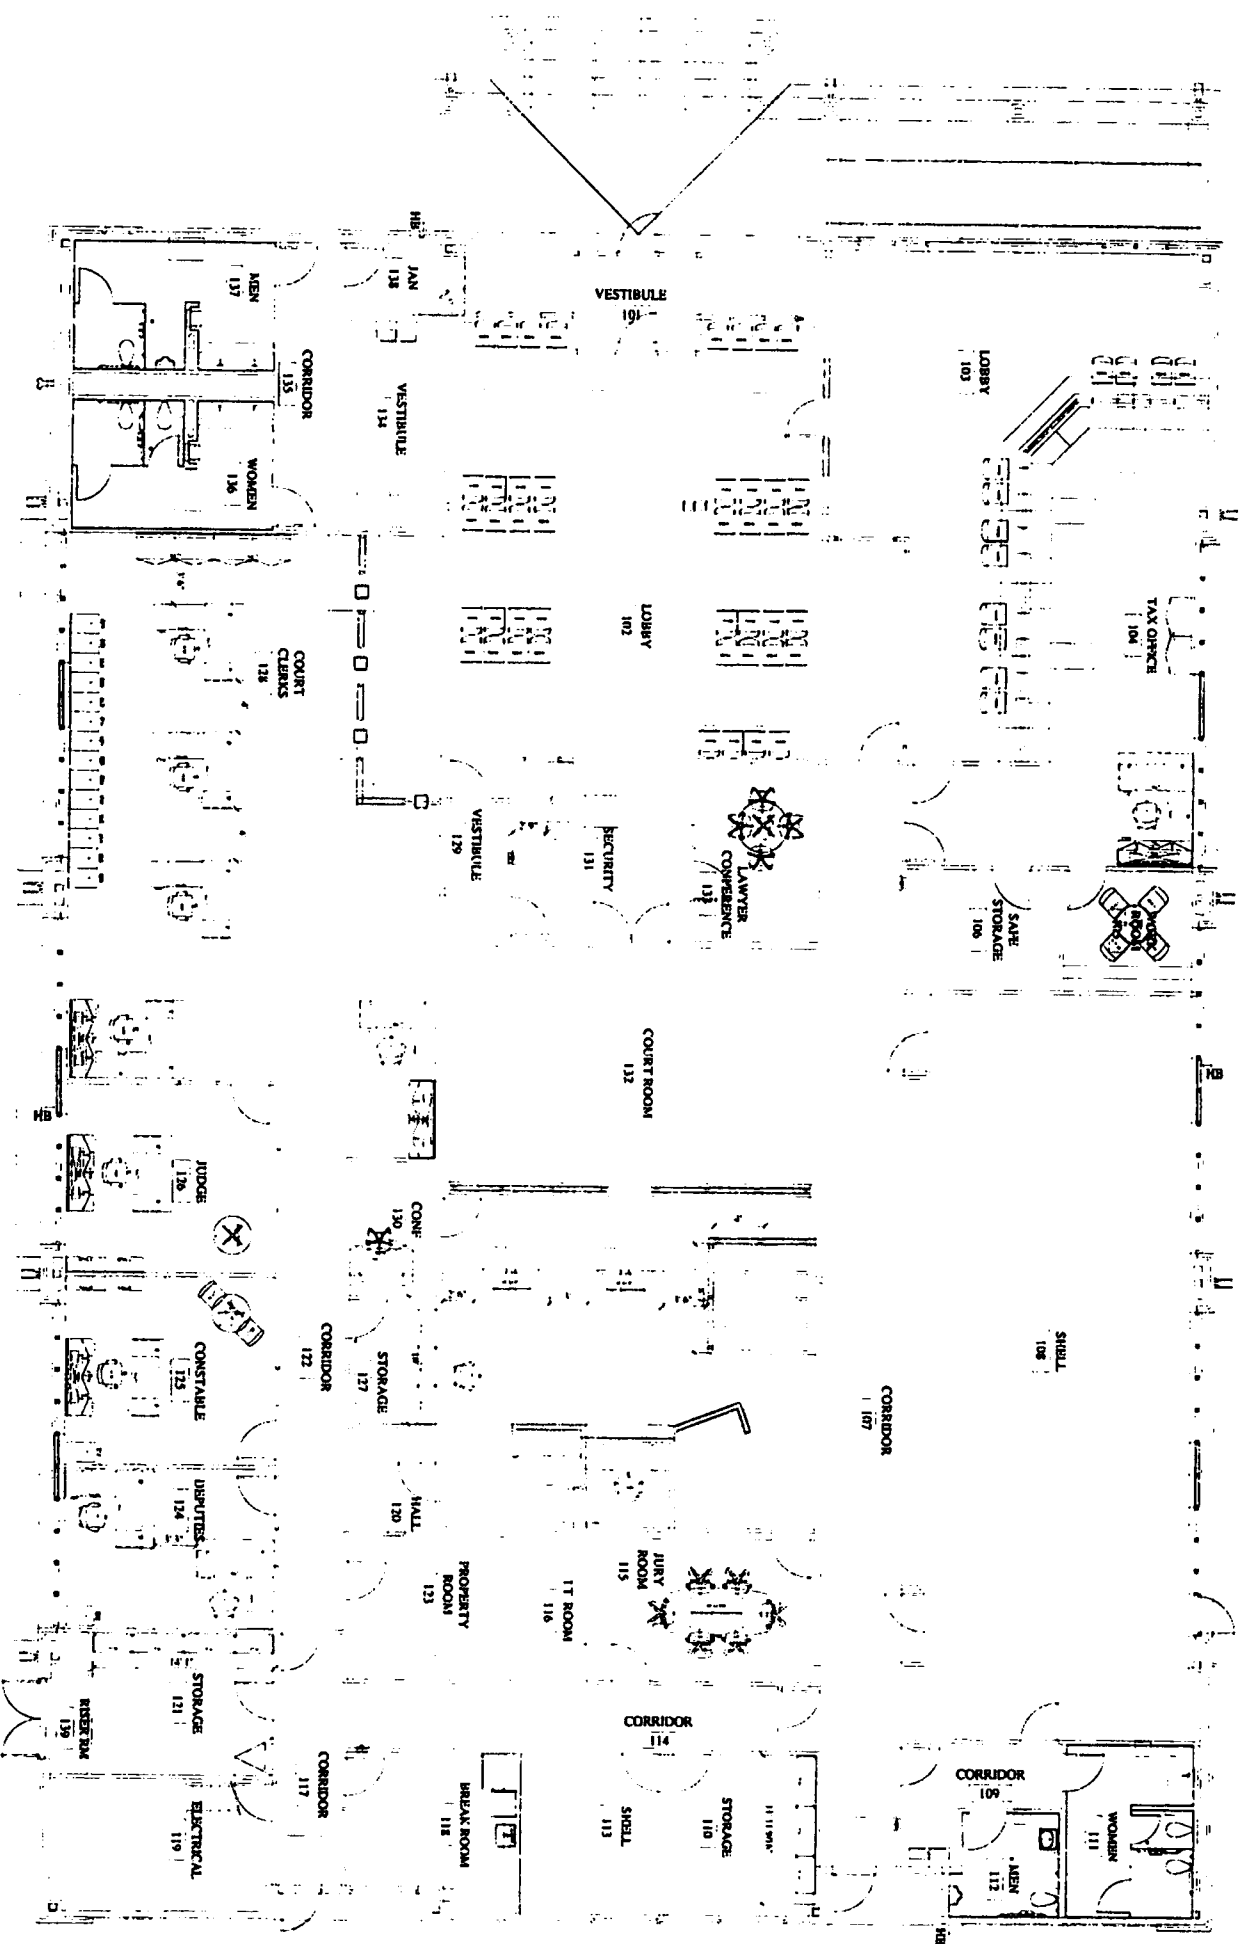 HB
JAN
138
MEN
137
VESTIBULE
101
CORRIDOR
135
VESTIBULE
134
LOBBY
103
WOMEN
136
LOBBY
102
TAX OFFICE
104
COURT
CLERKS
128
VESTIBULE
129
SECURITY
131
LAWYER
CONFERENCE
SAFE
STORAGE
106
WORK
ROOM
COURT ROOM
132
HB
HB
JUDGE
126
CONF
130
CORRIDOR
122
STORAGE
127
CONSTABLE
125
SHELL
108
CORRIDOR
107
DEPUTIES
124
HALL
120
PROPERTY
ROOM
123
I T ROOM
116
JURY
ROOM
115
STORAGE
121
RISER RM
139
CORRIDOR
114
CORRIDOR
117
CORRIDOR
109
WOMEN
111
MEN
112
ELECTRICAL
119
BREAK ROOM
118
SHELL
113
STORAGE
110
HB